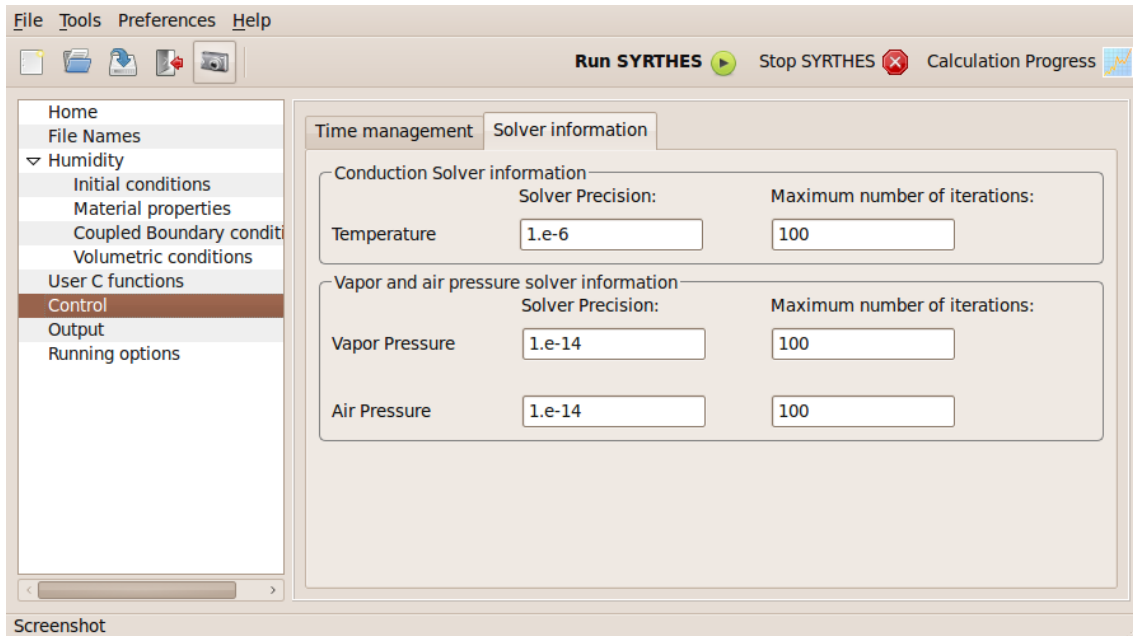 File Tools Preferences Help
Run SYRTHES Stop SYRTHES Calculation Progress
Home
File Names
Humidity
Initial conditions
Material properties
Coupled Boundary conditi
Volumetric conditions
User C functions
Control
Output
Running options
Time management Solver information
Conduction Solver information
Solver Precision: Maximum number of iterations:
Temperature 1.e-6 100
Vapor and air pressure solver information
Solver Precision: Maximum number of iterations:
Vapor Pressure 1.e-14 100
Air Pressure 1.e-14 100
Screenshot